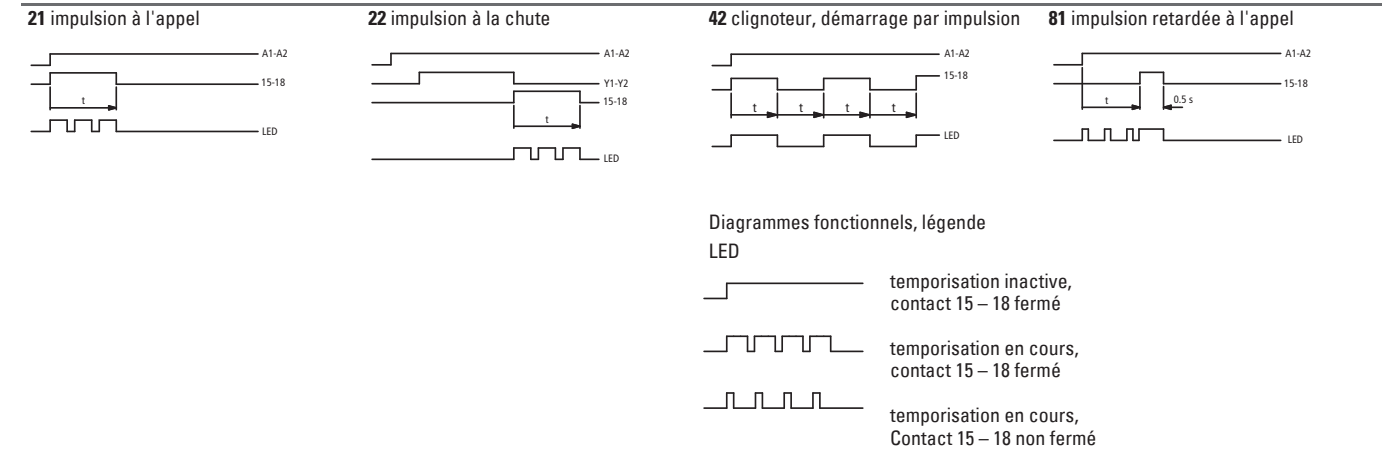 21 impulsion à l'appel
A1-A2
15-18
t
LED
22 impulsion à la chute
A1-A2
Y1-Y2
15-18
t
LED
42 clignoteur, démarrage par impulsion
A1-A2
15-18
t t t t
LED
81 impulsion retardée à l'appel
A1-A2
15-18
t 0.5 s
LED
Diagrammes fonctionnels, légende
LED
temporisation inactive,
contact 15 – 18 fermé
temporisation en cours,
contact 15 – 18 fermé
temporisation en cours,
Contact 15 – 18 non fermé